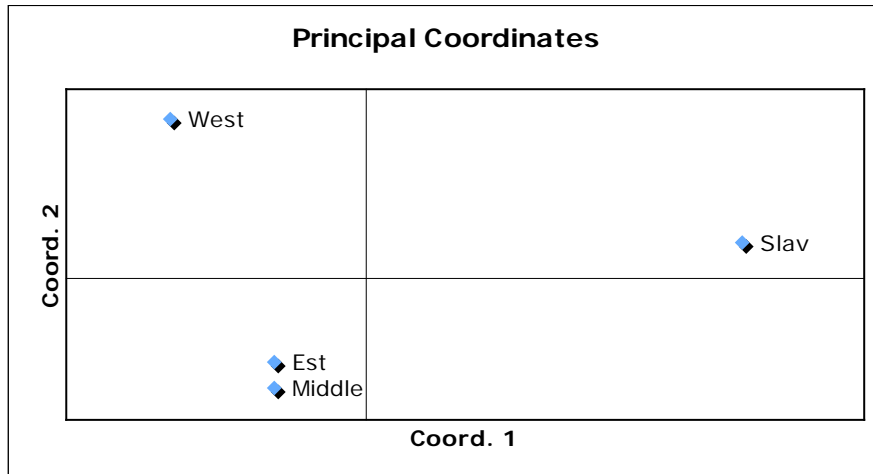 Principal Coordinates
West
Slav
Est
Middle
Coord. 2
Coord. 1